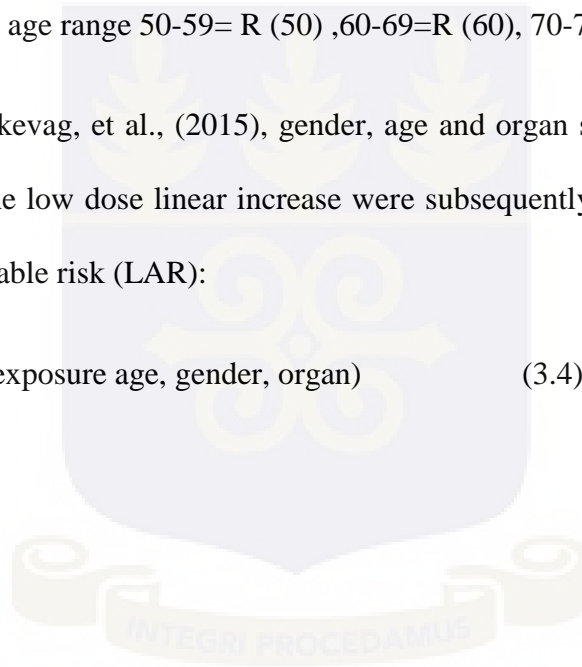 age range 50-59= R (50) ,60-69=R (60), 70-7
kevag, et al., (2015), gender, age and organ s
e low dose linear increase were subsequently
able risk (LAR):
exposure age, gender, organ) (3.4)
INTEGRI PROCEDAMUS